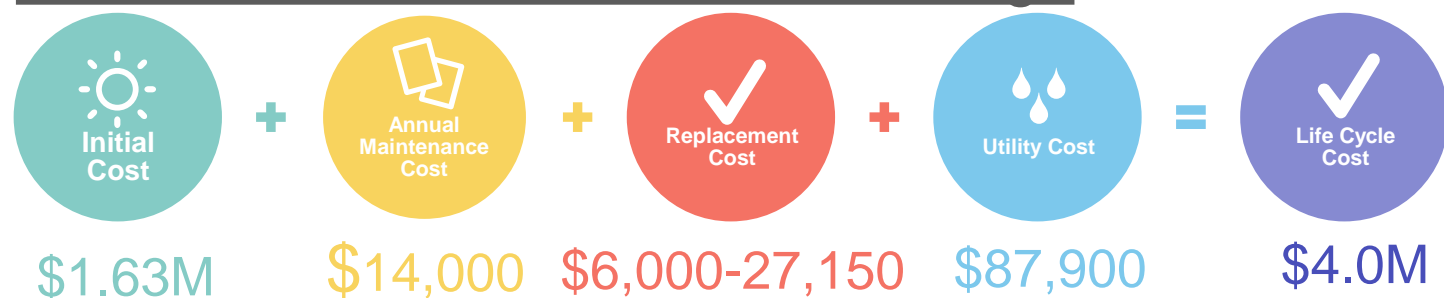 Initial
Cost
+
Annual
Maintenance
Cost
+
Replacement
Cost
+
Utility Cost
=
Life Cycle
Cost
$1.63M
$14,000
$6,000-27,150
$87,900
$4.0M